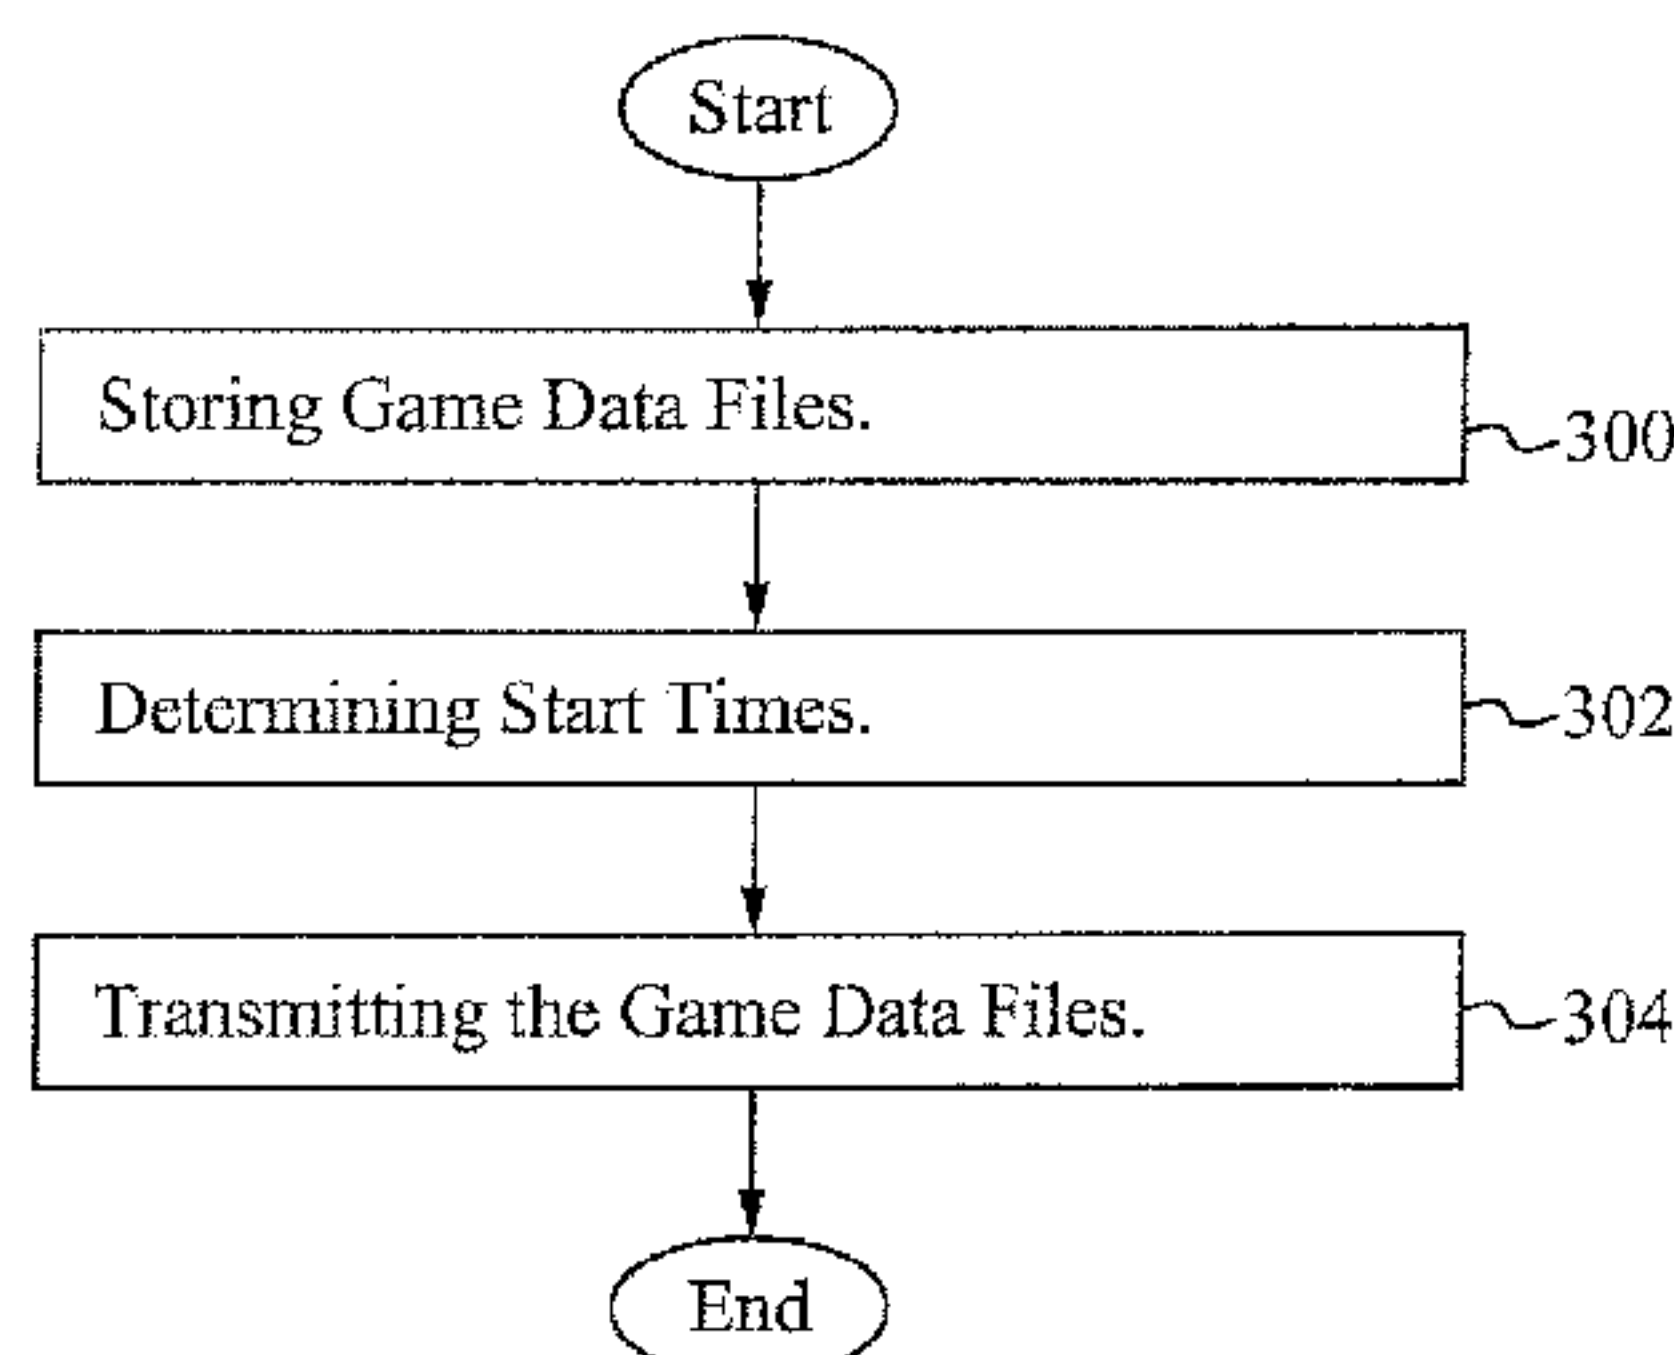 Start
Storing Game Data Files.
300
Determining Start Times.
302
Transmitting the Game Data Files.
304
End